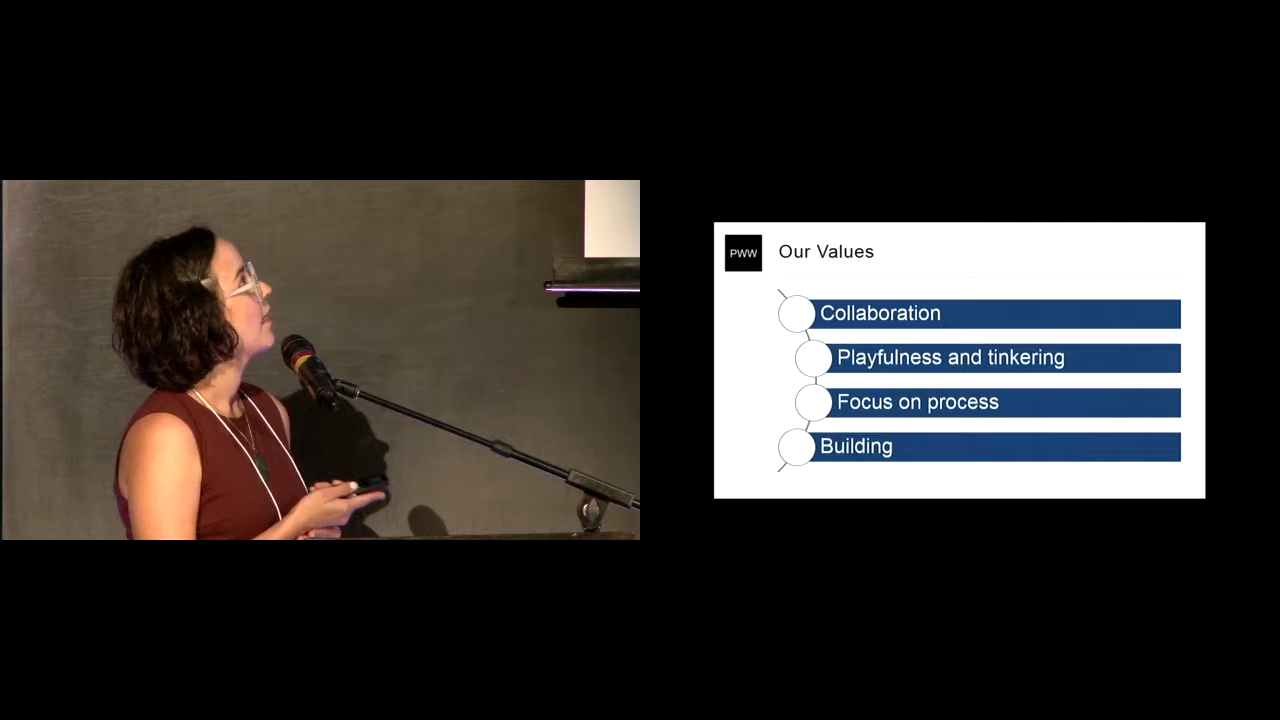 PWW
Our Values
Collaboration
Playfulness and tinkering
Focus on process
Building